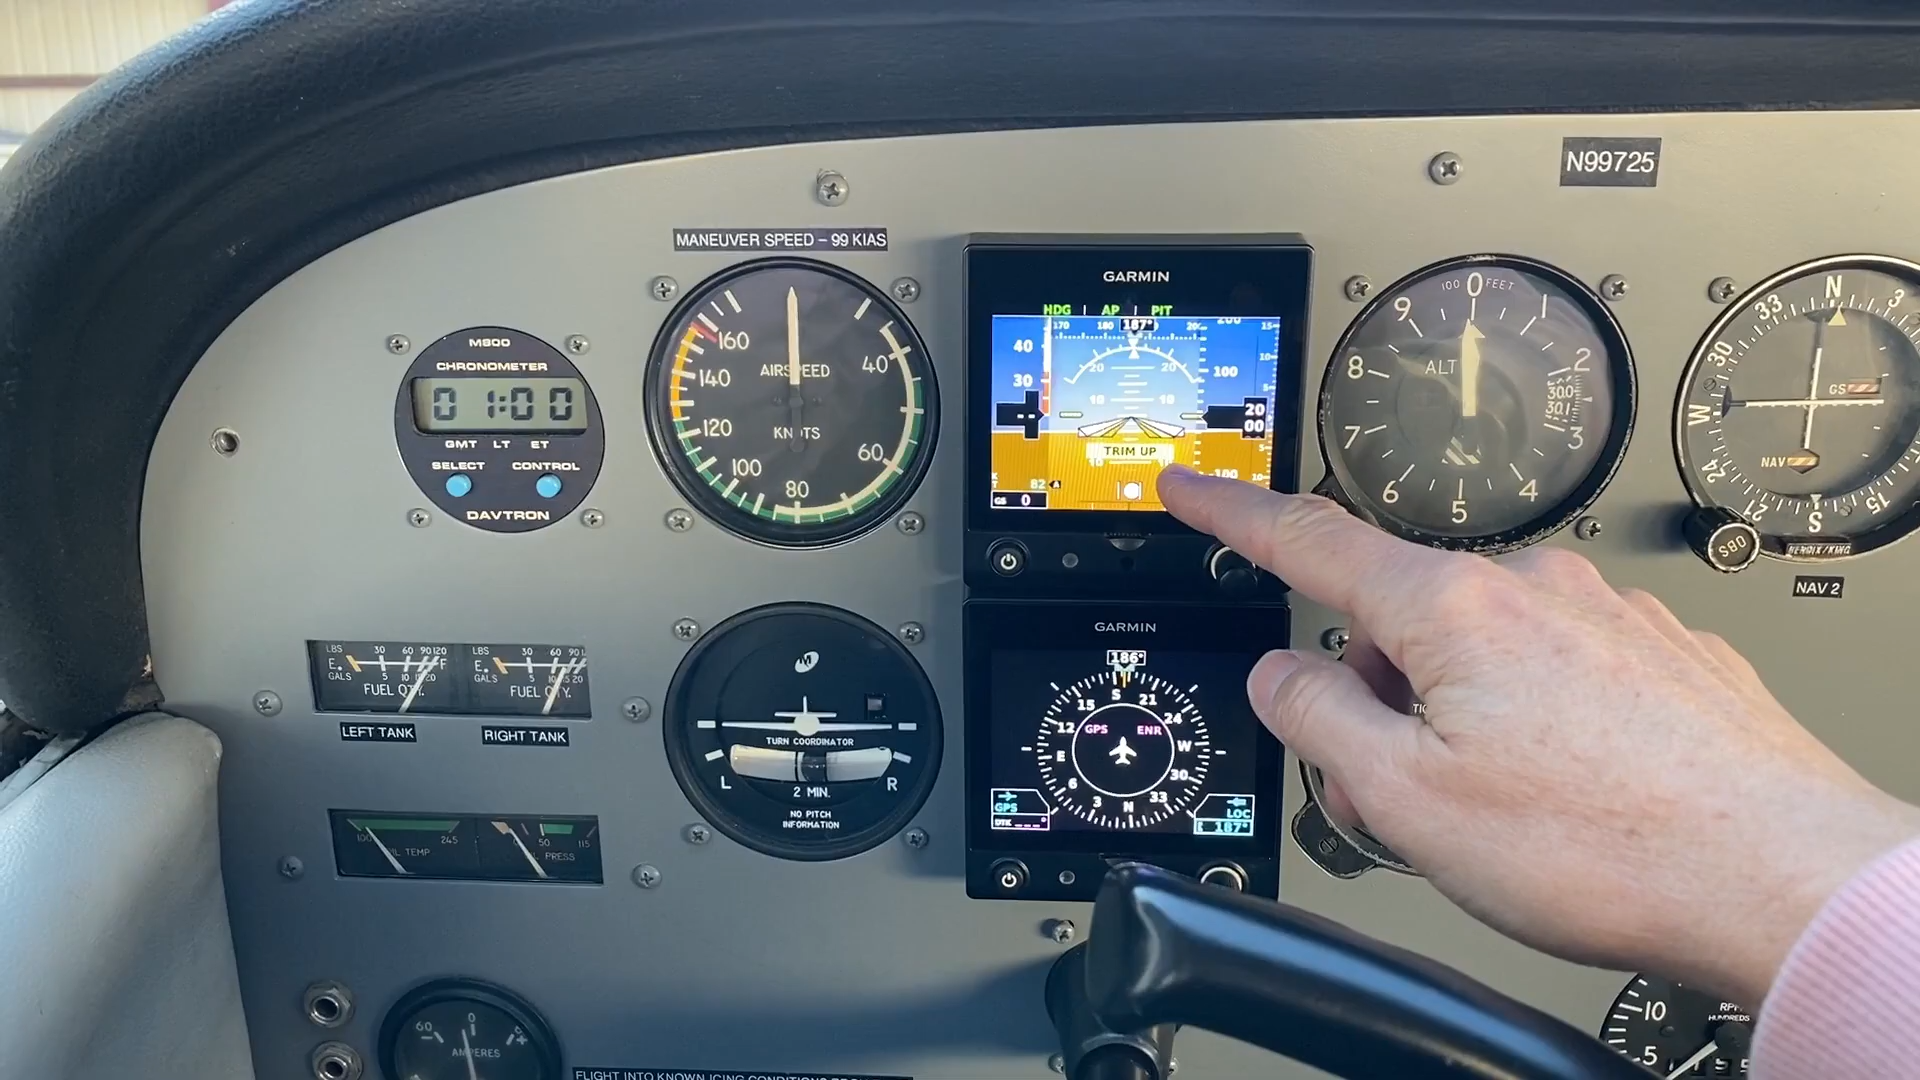 N99725
MANEUVER SPEED - 99 KIAS
M800
CHRONOMETER
01:00
GMT LT ET
SELECT CONTROL
DAVTRON
160
140
120
100
80
60
40
AIRSPEED
KNOTS
GARMIN
HDG AP PIT
170 180 187° 
40
30
20 20
10 10
100
20
00
TRIM UP
10
-100
82
GS 0
0
1
2
3
4
5
6
7
8
9
100 FEET
ALT
30.0
30.1
N
3
33
30
W
24
21
S
15
GS
NAV
OBS
BENDIX/KING
NAV 2
LBS 30 60 90 120
E. F
GALS 5 10 15 20
FUEL QTY.
LEFT TANK
LBS 30 60 90
E.
GALS 5 10 15 20
FUEL QTY.
RIGHT TANK
TURN COORDINATOR
L R
2 MIN.
NO PITCH
INFORMATION
GARMIN
186°
S
21
24
W
30
33
N
3
6
E
12
15
GPS ENR
GPS
DTK
LOC
187°
100 245
50 115
PRESS
TEMP
60 0
AMPERES
10
5
HUNDREDS
FLIGHT INTO KNOWN ICING CONDITIONS